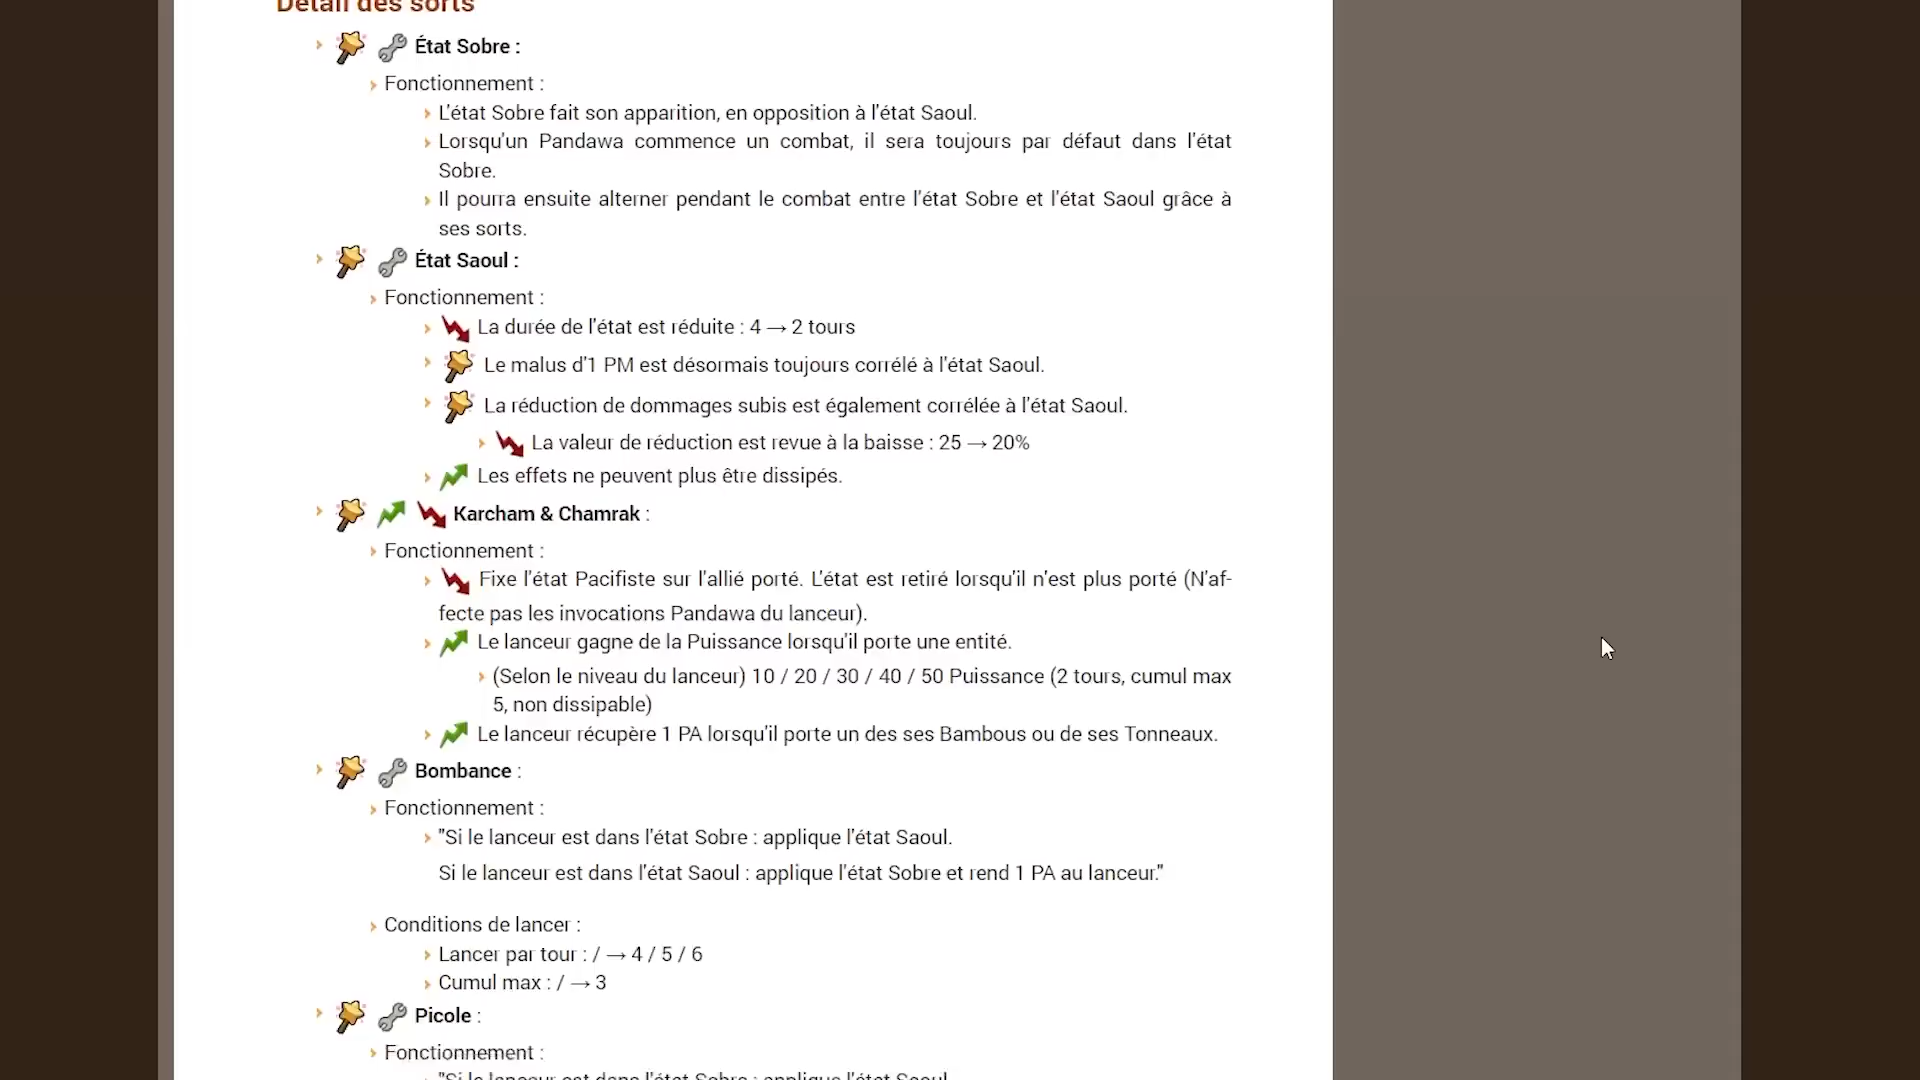 Détail des sorts
État Sobre :
Fonctionnement :
L'état Sobre fait son apparition, en opposition à l'état Saoul.
Lorsqu'un Pandawa commence un combat, il sera toujours par défaut dans l'état
Sobre.
Il pourra ensuite alterner pendant le combat entre l'état Sobre et l'état Saoul grâce à
ses sorts.
État Saoul :
Fonctionnement :
La durée de l'état est réduite : 4 → 2 tours
Le malus d'1 PM est désormais toujours corrélé à l'état Saoul.
La réduction de dommages subis est également corrélée à l'état Saoul.
La valeur de réduction est revue à la baisse : 25 → 20%
Les effets ne peuvent plus être dissipés.
Karcham & Chamrak :
Fonctionnement :
Fixe l'état Pacifiste sur l'allié porté. L'état est retiré lorsqu'il n'est plus porté (N'af-
fecte pas les invocations Pandawa du lanceur).
Le lanceur gagne de la Puissance lorsqu'il porte une entité.
(Selon le niveau du lanceur) 10 / 20 / 30 / 40 / 50 Puissance (2 tours, cumul max
5, non dissipable)
Le lanceur récupère 1 PA lorsqu'il porte un des ses Bambous ou de ses Tonneaux.
Bombance :
Fonctionnement :
"Si le lanceur est dans l'état Sobre : applique l'état Saoul.
Si le lanceur est dans l'état Saoul : applique l'état Sobre et rend 1 PA au lanceur."
Conditions de lancer :
Lancer par tour : / → 4 / 5 / 6
Cumul max : / → 3
Picole :
Fonctionnement :
"Si le lanceur est dans l'état Sobre : applique l'état Saoul.